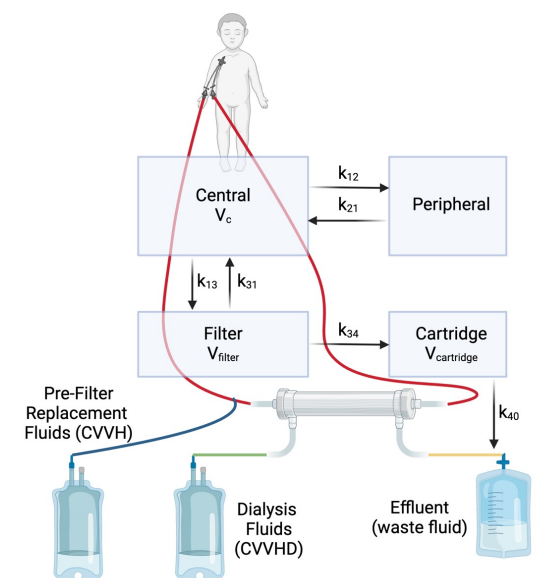 k12
Central
Vc
k21
Peripheral
k13
k31
Filter
Vfilter
k34
Cartridge
Vcartridge
Pre-Filter
Replacement
Fluids (CVVH)
k40
Dialysis
Fluids
(CVVHD)
Effluent
(waste fluid)